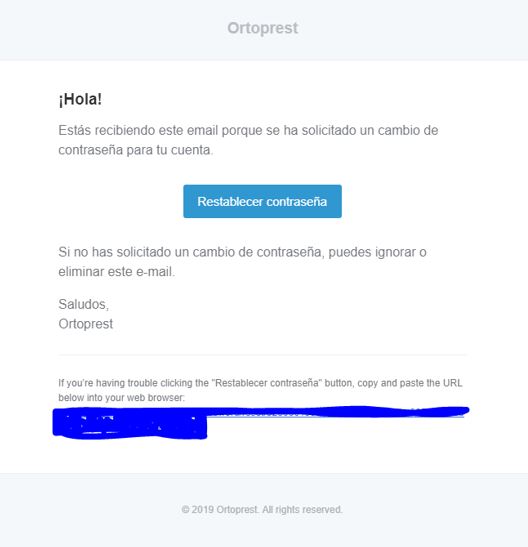 Ortoprest
¡Hola!
Estás recibiendo este email porque se ha solicitado un cambio de
contraseña para tu cuenta.
Restablecer contraseña
Si no has solicitado un cambio de contraseña, puedes ignorar o
eliminar este e-mail.
Saludos,
Ortoprest
If you're having trouble clicking the "Restablecer contraseña" button, copy and paste the URL
below into your web browser:
© 2019 Ortoprest. All rights reserved.